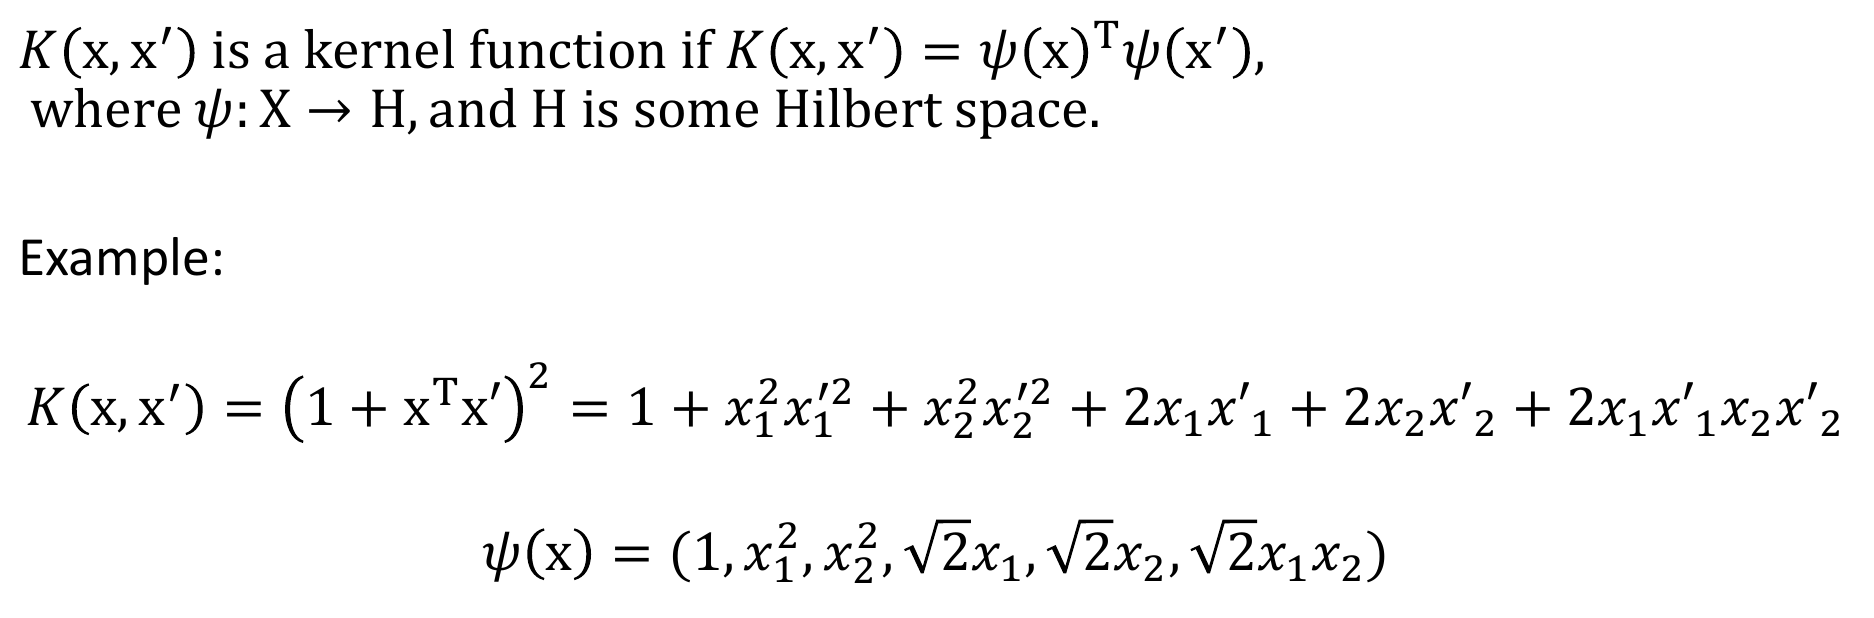 K(x, x′) is a kernel function if K(x, x′) = ψ(x)ᵀψ(x′),
where ψ: X → H, and H is some Hilbert space.
Example:
K(x, x′) = (1 + xᵀx′)² = 1 + x₁²x₁′² + x₂²x₂′² + 2x₁x′₁ + 2x₂x′₂ + 2x₁x′₁x₂x′₂
ψ(x) = (1, x₁², x₂², √2x₁, √2x₂, √2x₁x₂)